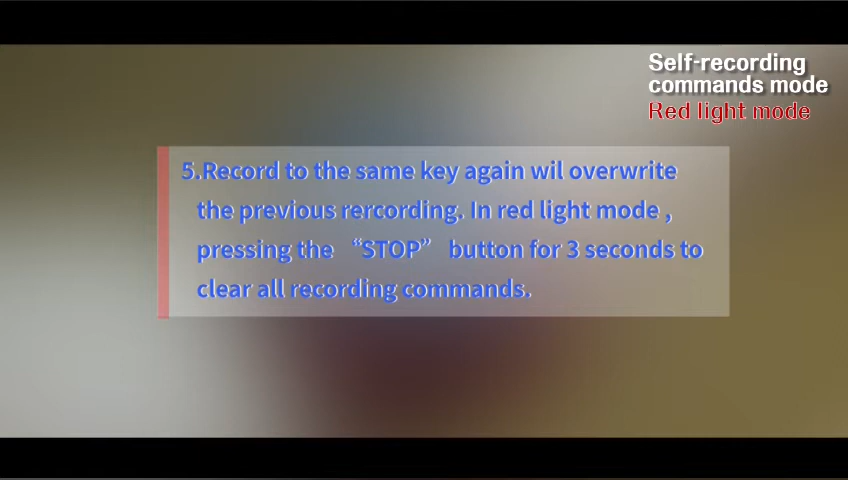 Self-recording
commands mode
Red light mode
5.Record to the same key again wil overwrite
the previous rercording. In red light mode ,
pressing the “STOP” button for 3 seconds to
clear all recording commands.